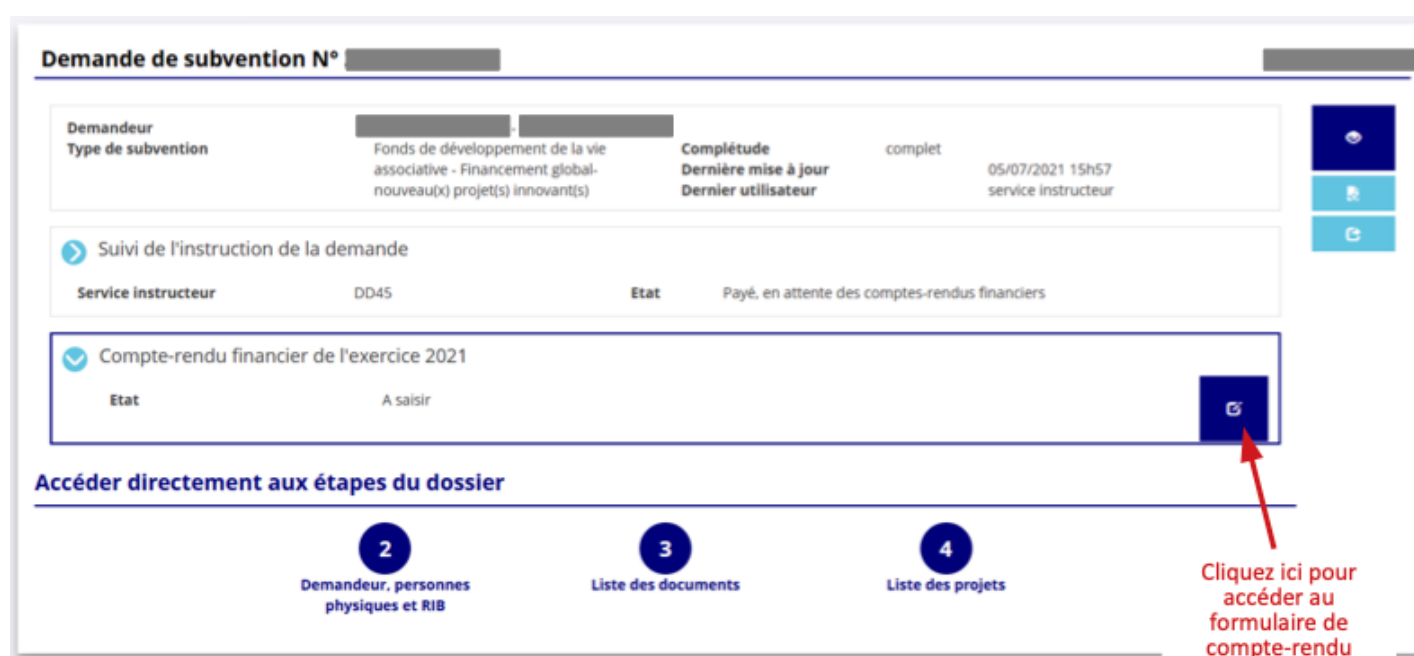 Demande de subvention N°
Demandeur -
Type de subvention Fonds de développement de la vie Complétude complet
associative - Financement global- Dernière mise à jour 05/07/2021 15h57
nouveau(x) projet(s) innovant(s) Dernier utilisateur service instructeur
Suivi de l'instruction de la demande
Service instructeur DD45 Etat Payé, en attente des comptes-rendus financiers
Compte-rendu financier de l'exercice 2021
Etat A saisir
Accéder directement aux étapes du dossier
2 3 4
Demandeur, personnes Liste des documents Liste des projets
physiques et RIB
Cliquez ici pour
accéder au
formulaire de
compte-rendu